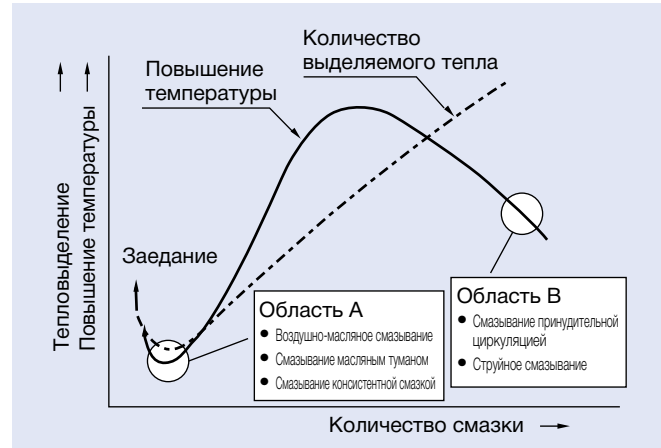 Количество
выделяемого тепла
Повышение
температуры
Тепловыделение
Повышение температуры
Заедание
Область A
● Воздушно-масляное смазывание
● Смазывание масляным туманом
● Смазывание консистентной смазкой
Область B
● Смазывание принудительной
циркуляцией
● Струйное смазывание
Количество смазки